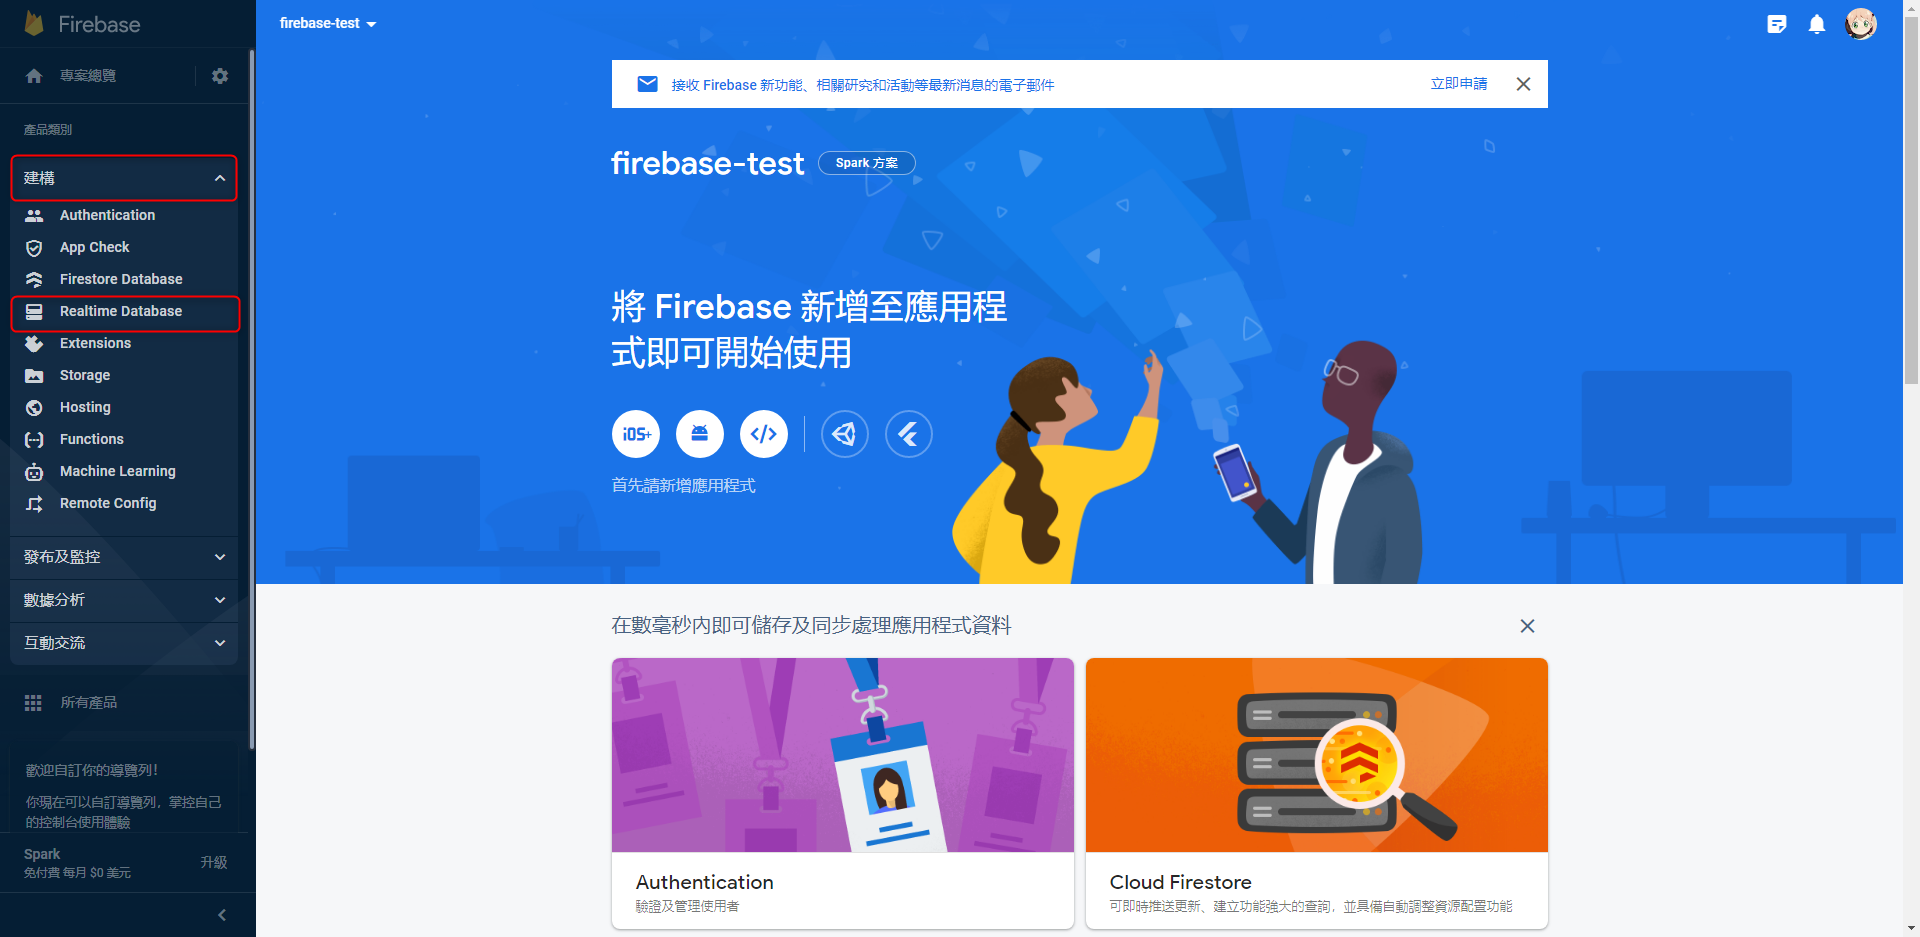 Firebase
專案總覽
產品類別
建構
Authentication
App Check
Firestore Database
Realtime Database
Extensions
Storage
Hosting
Functions
Machine Learning
Remote Config
發布及監控
數據分析
互動交流
所有產品
歡迎自訂你的導覽列！
你現在可以自訂導覽列，掌控自己
的控制台使用體驗
Spark
免付費 每月 $0 美元
升級
firebase-test
接收 Firebase 新功能、相關研究和活動等最新消息的電子郵件
立即申請
firebase-test
Spark 方案
將 Firebase 新增至應用程
式即可開始使用
iOS+
首先請新增應用程式
在數毫秒內即可儲存及同步處理應用程式資料
Authentication
驗證及管理使用者
Cloud Firestore
可即時推送更新、建立功能強大的查詢，並具備自動調整資源配置功能